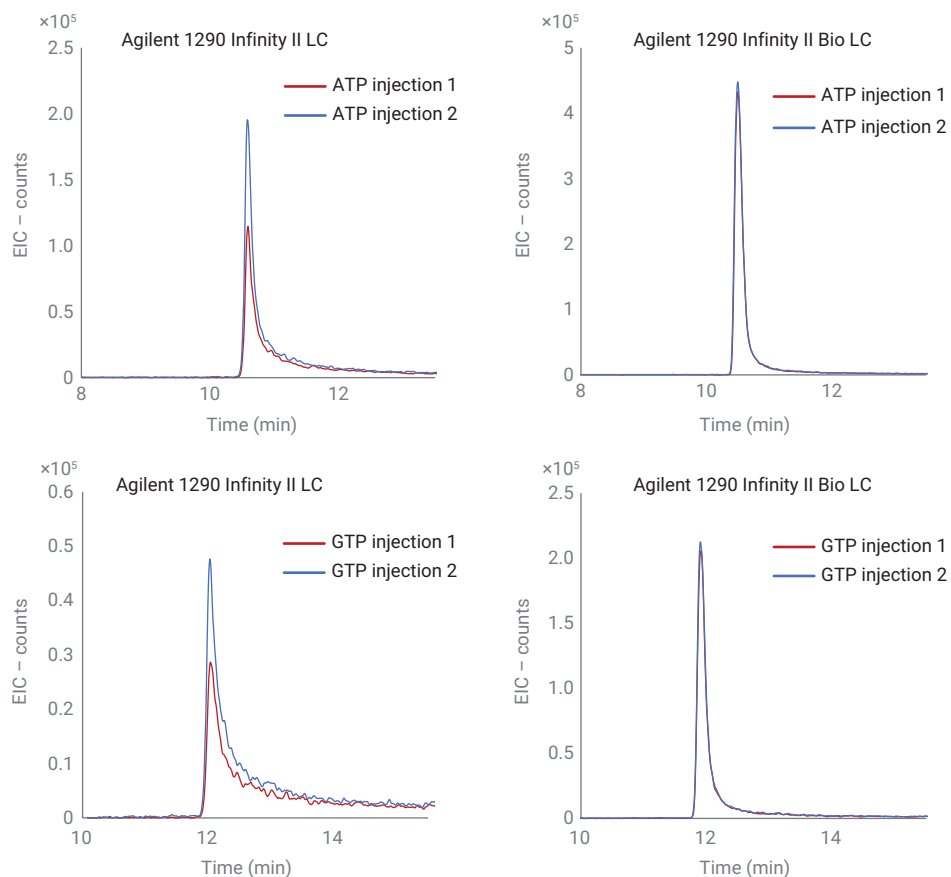 ×10⁵
Agilent 1290 Infinity II LC
2.5
2.0
1.5
1.0
0.5
0
EIC – counts
ATP injection 1
ATP injection 2
8
10
12
Time (min)
×10⁵
Agilent 1290 Infinity II Bio LC
5
4
3
2
1
0
EIC – counts
ATP injection 1
ATP injection 2
8
10
12
Time (min)
×10⁵
Agilent 1290 Infinity II LC
0.6
0.5
0.4
0.3
0.2
0.1
0
EIC – counts
GTP injection 1
GTP injection 2
10
12
14
Time (min)
×10⁵
Agilent 1290 Infinity II Bio LC
2.5
2.0
1.5
1.0
0.5
0
EIC – counts
GTP injection 1
GTP injection 2
10
12
14
Time (min)